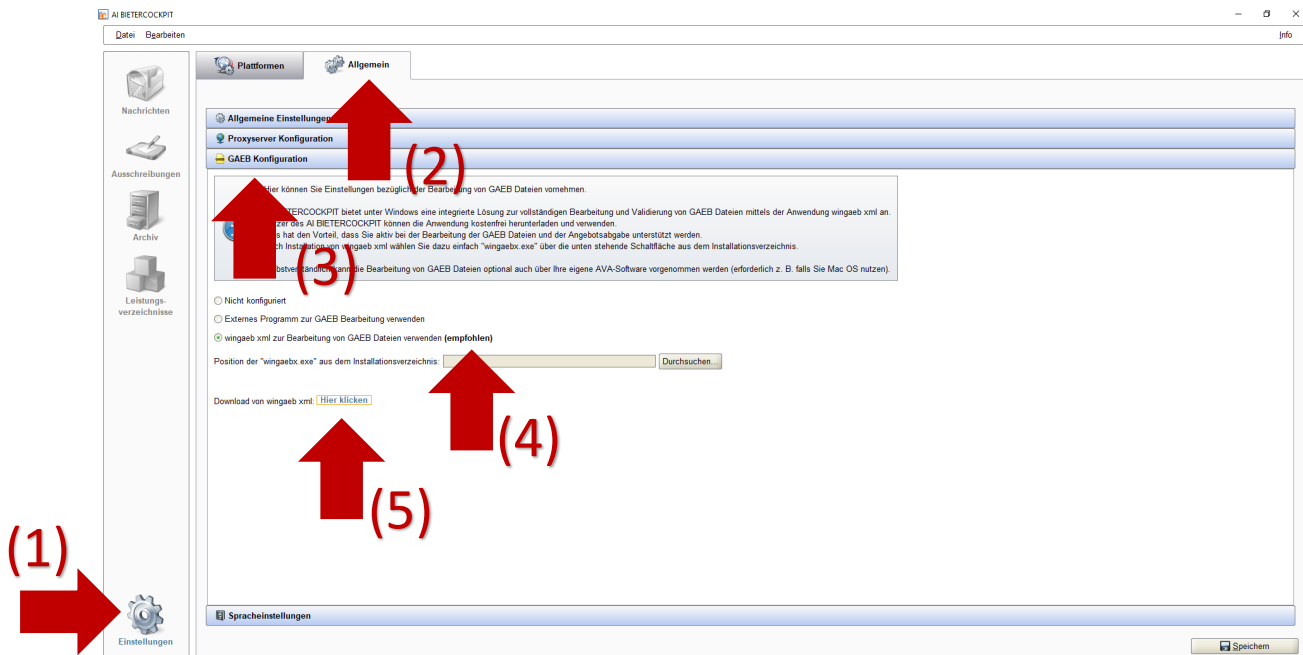 AI BIETERCOCKPIT
Datei Bearbeiten Info
Plattformen Allgemein
Nachrichten
Ausschreibungen
Archiv
Leistungs-
verzeichnisse
Einstellungen
Allgemeine Einstellungen
Proxyserver Konfiguration
GAEB Konfiguration
Hier können Sie Einstellungen bezüglich der Bearbeitung von GAEB Dateien vornehmen.
BIETERCOCKPIT bietet unter Windows eine integrierte Lösung zur vollständigen Bearbeitung und Validierung von GAEB Dateien mittels der Anwendung wingaeb xml an.
des AI BIETERCOCKPIT können die Anwendung kostenfrei herunterladen und verwenden.
hat den Vorteil, dass Sie aktiv bei der Bearbeitung der GAEB Dateien und der Angebotsabgabe unterstützt werden.
Installation von wingaeb xml wählen Sie dazu einfach "wingaebx.exe" über die unten stehende Schaltfläche aus dem Installationsverzeichnis.
kann die Bearbeitung von GAEB Dateien optional auch über Ihre eigene AVA-Software vorgenommen werden (erforderlich z. B. falls Sie Mac OS nutzen).
Nicht konfiguriert
Externes Programm zur GAEB Bearbeitung verwenden
wingaeb xml zur Bearbeitung von GAEB Dateien verwenden (empfohlen)
Position der "wingaebx.exe" aus dem Installationsverzeichnis: Durchsuchen...
Download von wingaeb xml: Hier klicken
Spracheinstellungen
Speichern
(1)
(2)
(3)
(4)
(5)